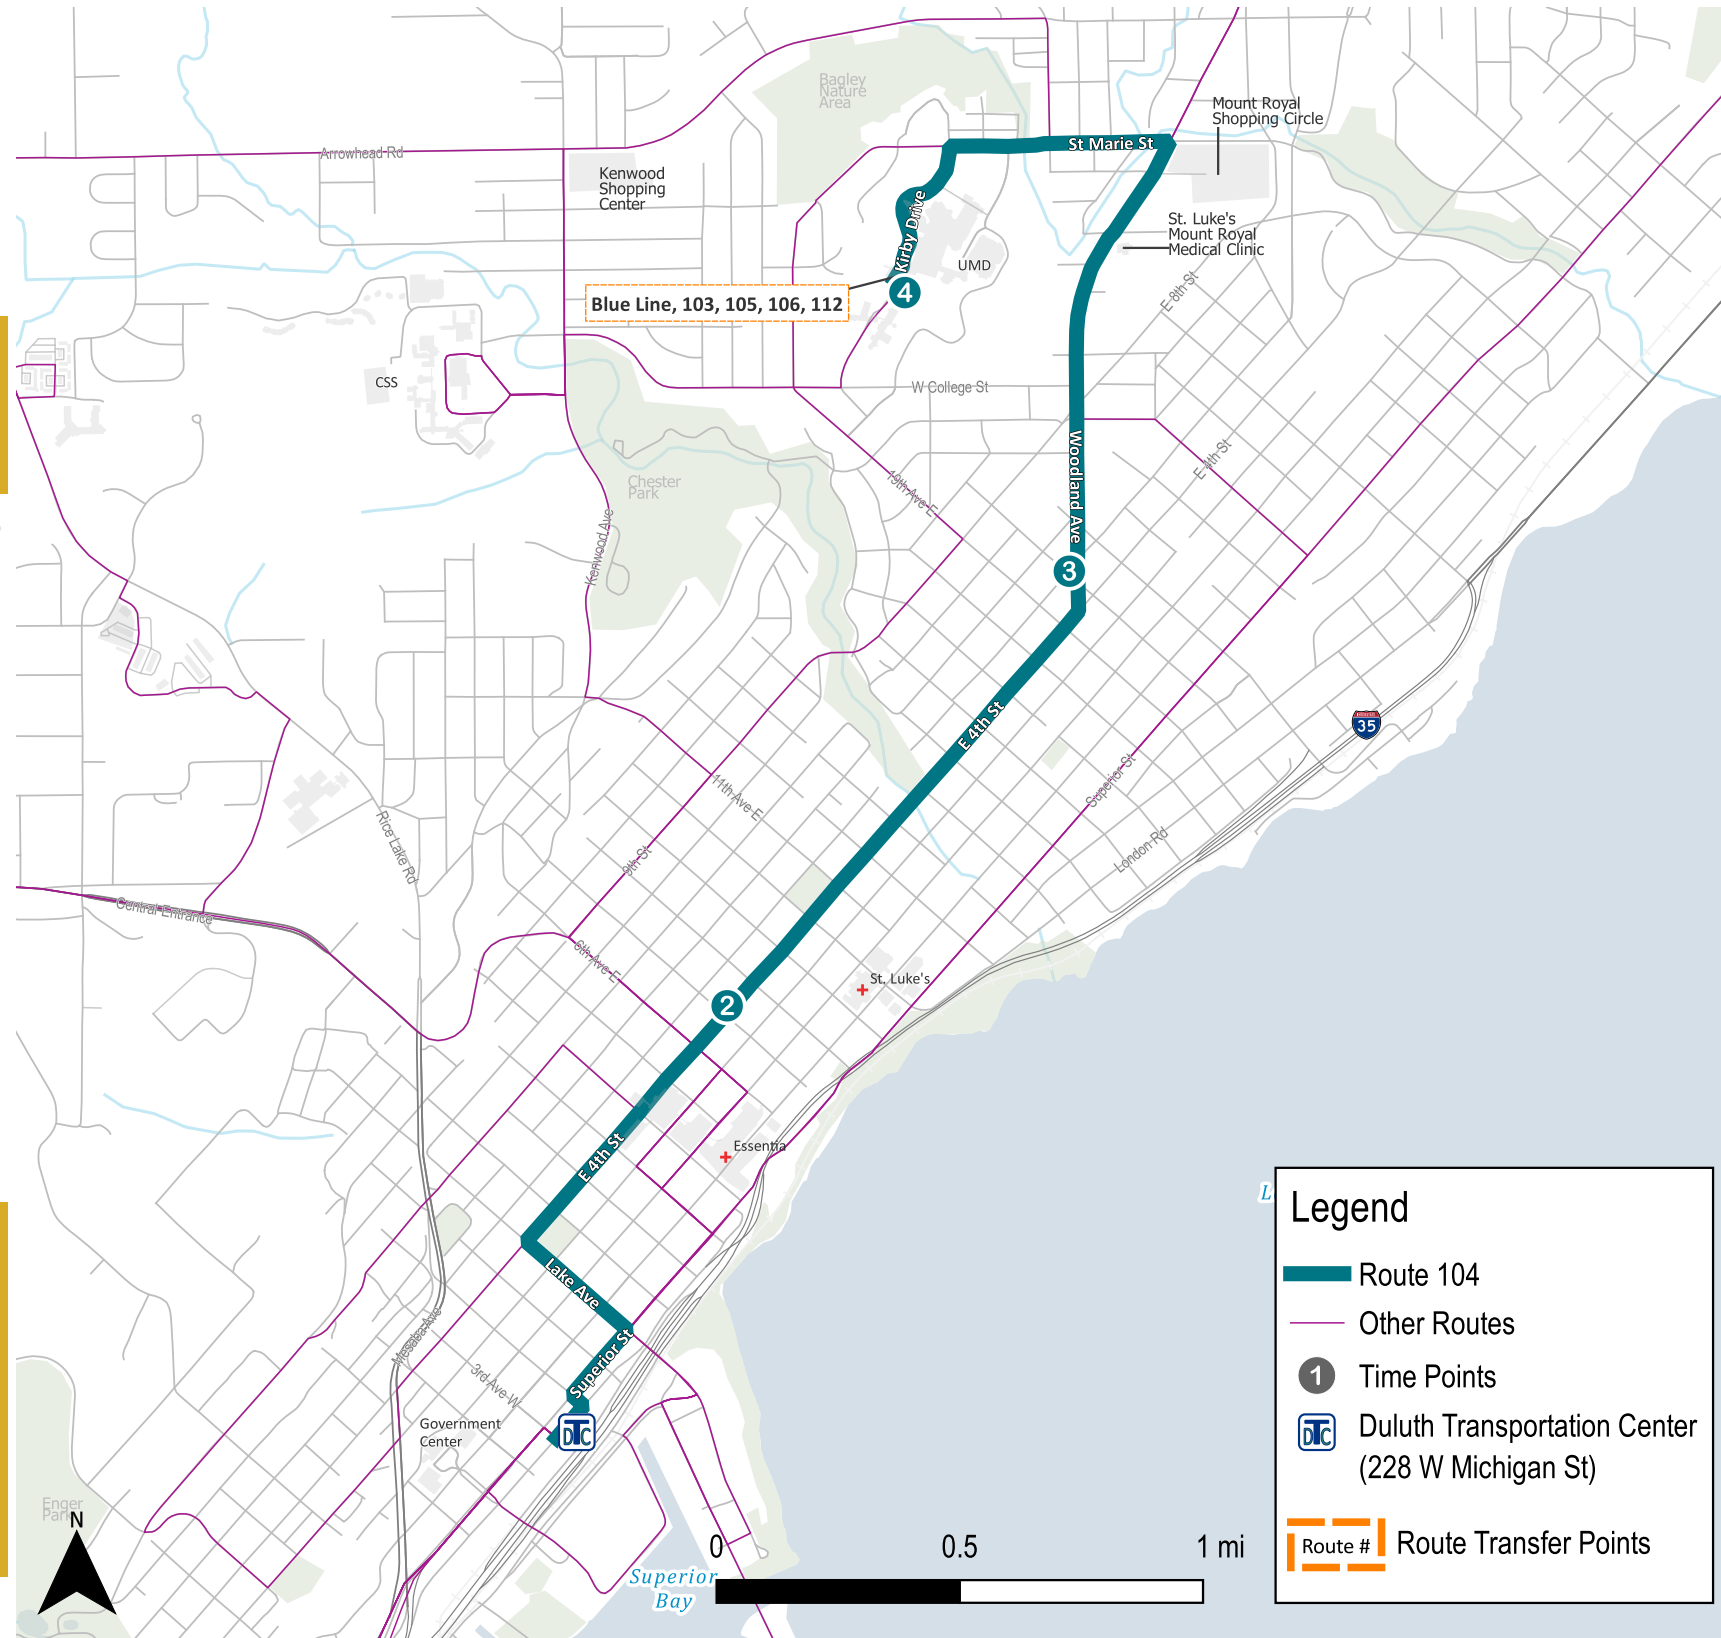 Bagley
Nature
Area
Mount Royal
Shopping Circle
St Marie St
Arrowhead Rd
Kenwood
Shopping
Center
Kirby Drive
St. Luke's
Mount Royal
Medical Clinic
UMD
E 8th St
4
Blue Line, 103, 105, 106, 112
CSS
W College St
Woodland Ave
E 4th St
19th Ave E
Chester
Park
Kenwood Ave
3
E 4th St
35
Superior St
11th Ave E
London Rd
Rice Lake Rd
9th St
Central Entrance
6th Ave E
St. Luke's
2
Essentia
E 4th St
Lake Ave
Mesaba Ave
Superior St
3rd Ave W
Government
Center
DTC
Enger
Park
N
Superior
Bay
0 0.5 1 mi
L
Legend
Route 104
Other Routes
1 Time Points
DTC Duluth Transportation Center
(228 W Michigan St)
Route # Route Transfer Points